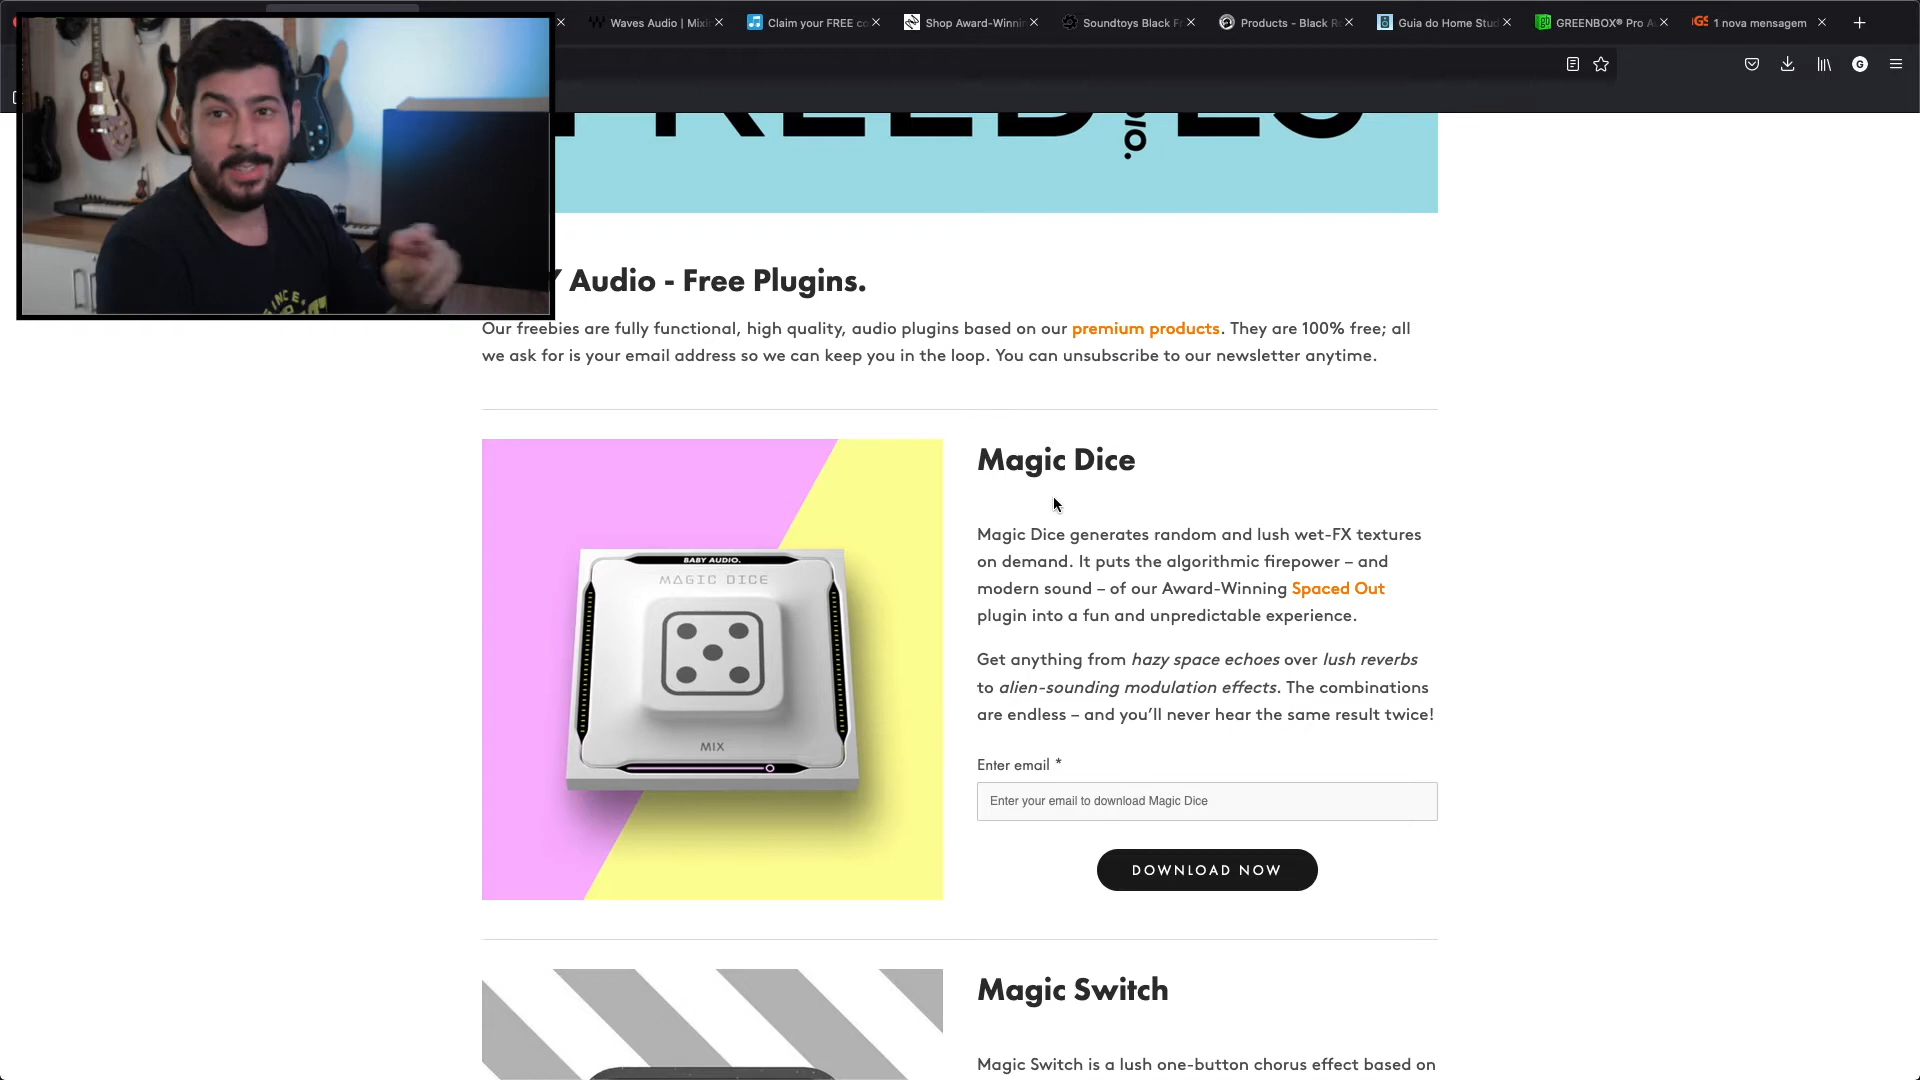 Waves Audio | Mixi
Claim your FREE co
Shop Award-Winnin
Soundtoys Black F
Products - Black R
Guia do Home Stud
GREENBOX® Pro A
1 nova mensagem
G
Audio - Free Plugins.
Our freebies are fully functional, high quality, audio plugins based on our premium products. They are 100% free; all
we ask for is your email address so we can keep you in the loop. You can unsubscribe to our newsletter anytime.
BABY AUDIO.
MAGIC DICE
MIX
Magic Dice
Magic Dice generates random and lush wet-FX textures
on demand. It puts the algorithmic firepower – and
modern sound – of our Award-Winning Spaced Out
plugin into a fun and unpredictable experience.
Get anything from hazy space echoes over lush reverbs
to alien-sounding modulation effects. The combinations
are endless – and you’ll never hear the same result twice!
Enter email *
Enter your email to download Magic Dice
DOWNLOAD NOW
Magic Switch
Magic Switch is a lush one-button chorus effect based on